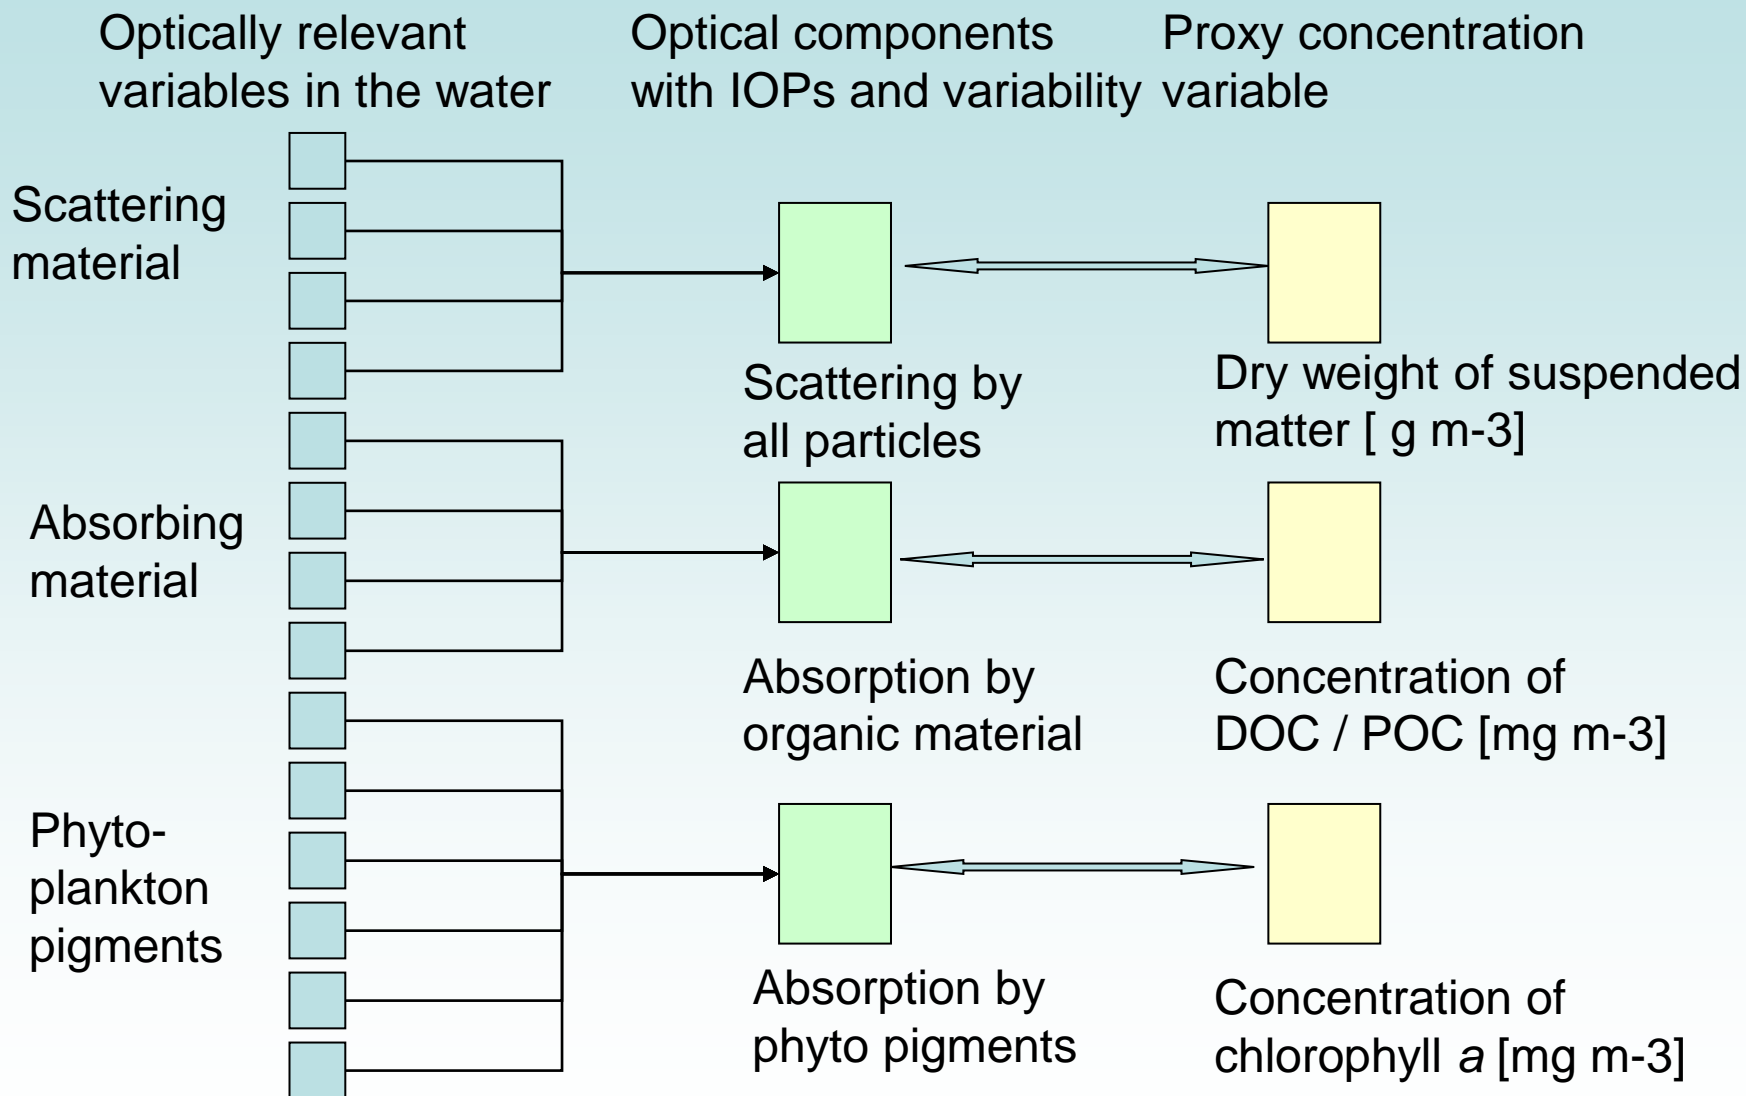 Optically relevant
variables in the water
Optical components
with IOPs and variability
Proxy concentration
variable
Scattering
material
Scattering by
all particles
Dry weight of suspended
matter [ g m-3]
Absorbing
material
Absorption by
organic material
Concentration of
DOC / POC [mg m-3]
Phyto-
plankton
pigments
Absorption by
phyto pigments
Concentration of
chlorophyll a [mg m-3]